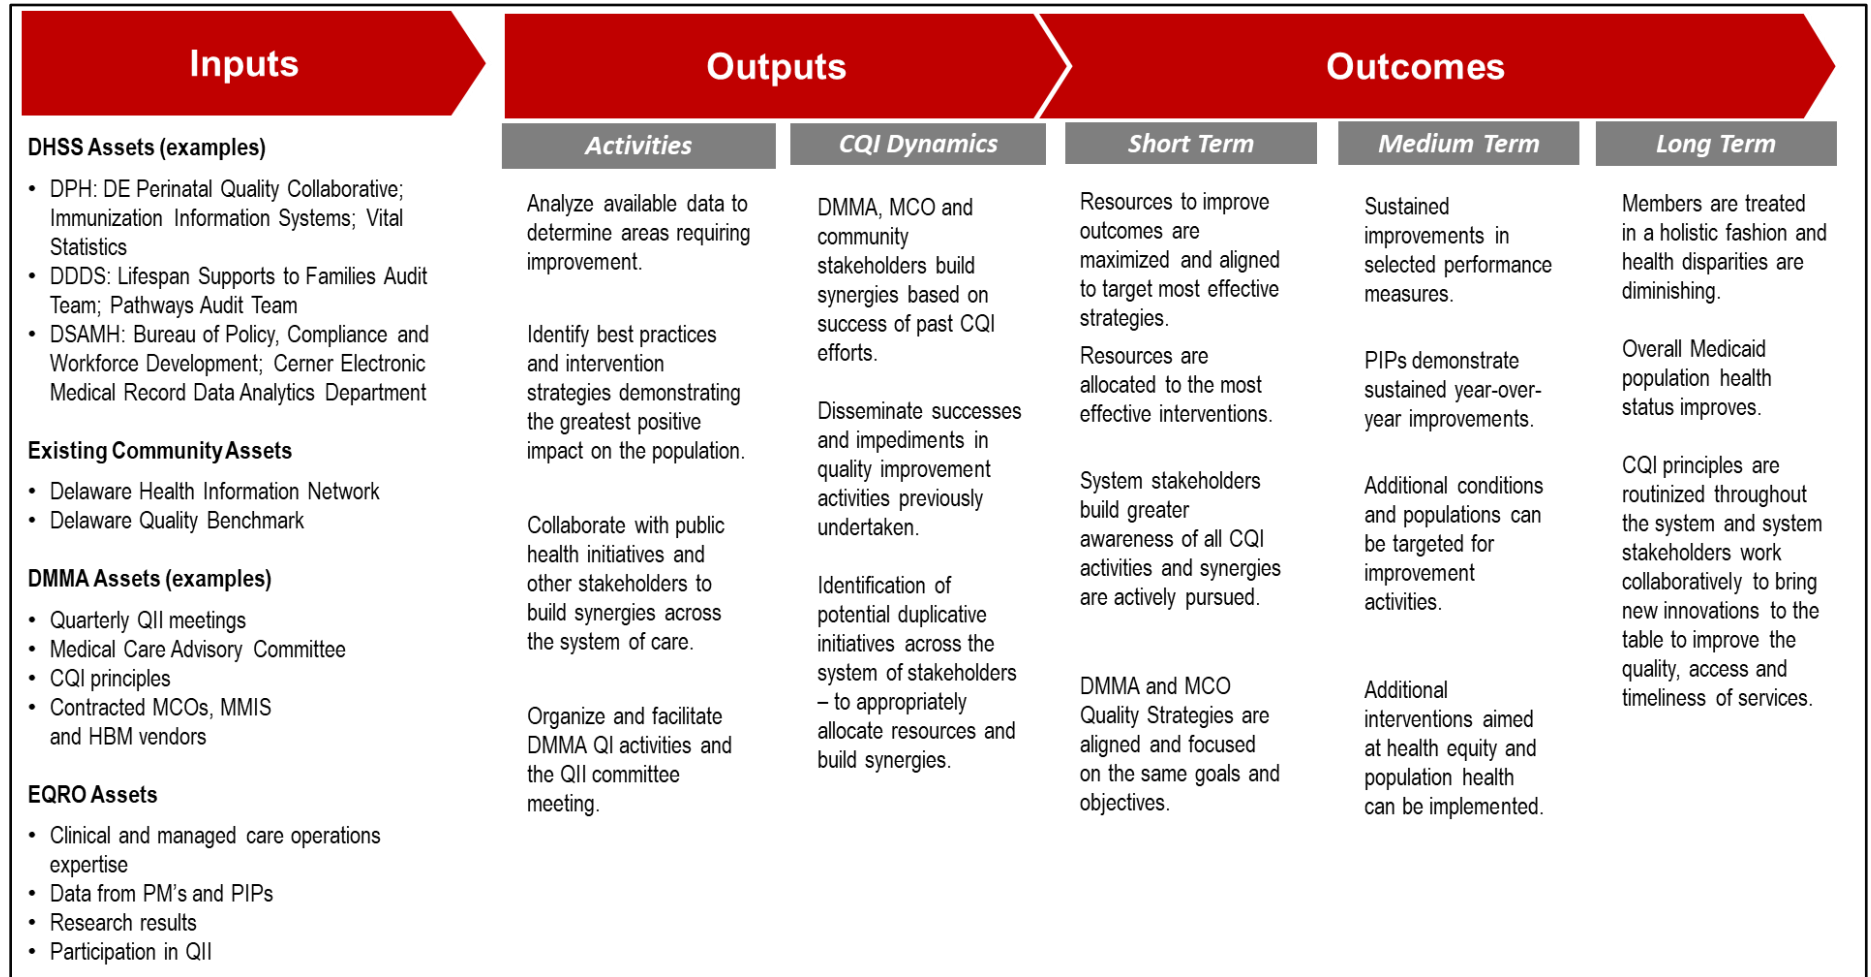 Inputs
DHSS Assets (examples)
• DPH: DE Perinatal Quality Collaborative;
Immunization Information Systems; Vital
Statistics
• DDDS: Lifespan Supports to Families Audit
Team; Pathways Audit Team
• DSAMH: Bureau of Policy, Compliance and
Workforce Development; Cerner Electronic
Medical Record Data Analytics Department
Existing Community Assets
• Delaware Health Information Network
• Delaware Quality Benchmark
DMMA Assets (examples)
• Quarterly QII meetings
• Medical Care Advisory Committee
• CQI principles
• Contracted MCOs, MMIS
and HBM vendors
EQRO Assets
• Clinical and managed care operations
expertise
• Data from PM's and PIPs
• Research results
• Participation in QII
Outputs
Activities
Analyze available data to
determine areas requiring
improvement.
Identify best practices
and intervention
strategies demonstrating
the greatest positive
impact on the population.
Collaborate with public
health initiatives and
other stakeholders to
build synergies across
the system of care.
Organize and facilitate
DMMA QI activities and
the QII committee
meeting.
CQI Dynamics
DMMA, MCO and
community
stakeholders build
synergies based on
success of past CQI
efforts.
Disseminate successes
and impediments in
quality improvement
activities previously
undertaken.
Identification of
potential duplicative
initiatives across the
system of stakeholders
– to appropriately
allocate resources and
build synergies.
Outcomes
Short Term
Resources to improve
outcomes are
maximized and aligned
to target most effective
strategies.
Resources are
allocated to the most
effective interventions.
System stakeholders
build greater
awareness of all CQI
activities and synergies
are actively pursued.
DMMA and MCO
Quality Strategies are
aligned and focused
on the same goals and
objectives.
Medium Term
Sustained
improvements in
selected performance
measures.
PIPs demonstrate
sustained year-over-
year improvements.
Additional conditions
and populations can
be targeted for
improvement
activities.
Additional
interventions aimed
at health equity and
population health
can be implemented.
Long Term
Members are treated
in a holistic fashion and
health disparities are
diminishing.
Overall Medicaid
population health
status improves.
CQI principles are
routinized throughout
the system and system
stakeholders work
collaboratively to bring
new innovations to the
table to improve the
quality, access and
timeliness of services.